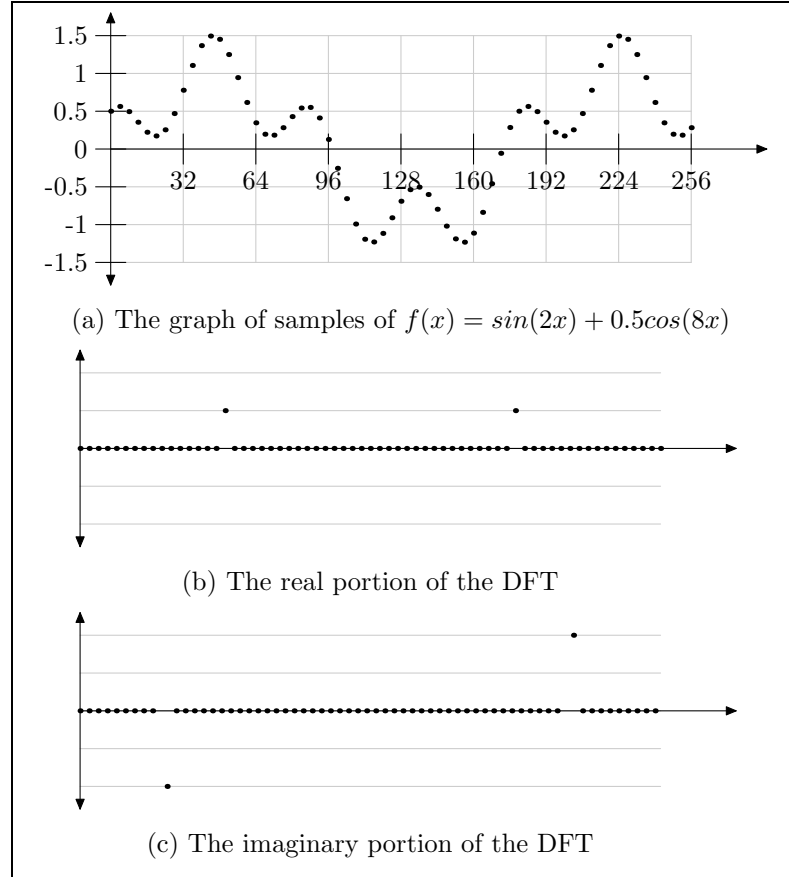 1.5
1
0.5
0
-0.5
-1
-1.5
32 64 96 128 160 192 224 256
(a) The graph of samples of f(x) = sin(2x) + 0.5cos(8x)
(b) The real portion of the DFT
(c) The imaginary portion of the DFT